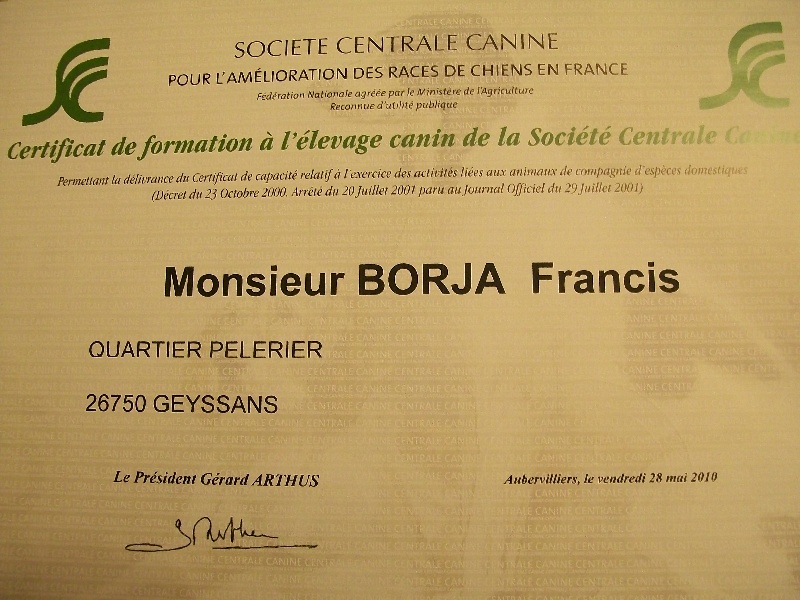 SOCIETE CENTRALE CANINE
POUR L'AMÉLIORATION DES RACES DE CHIENS EN FRANCE
Fédération Nationale agréée par le Ministère de l'Agriculture
Reconnue d'utilité publique
Certificat de formation à l'élevage canin de la Société Centrale Canine
Permettant la délivrance du Certificat de capacité relatif à l'exercice des activités liées aux animaux de compagnie d'espèces domestiques
(Décret du 23 Octobre 2000. Arrêté du 20 Juillet 2001 paru au Journal Officiel du 29 Juillet 2001)
Monsieur BORJA Francis
QUARTIER PELERIER
26750 GEYSSANS
Le Président Gérard ARTHUS
Aubervilliers, le vendredi 28 mai 2010